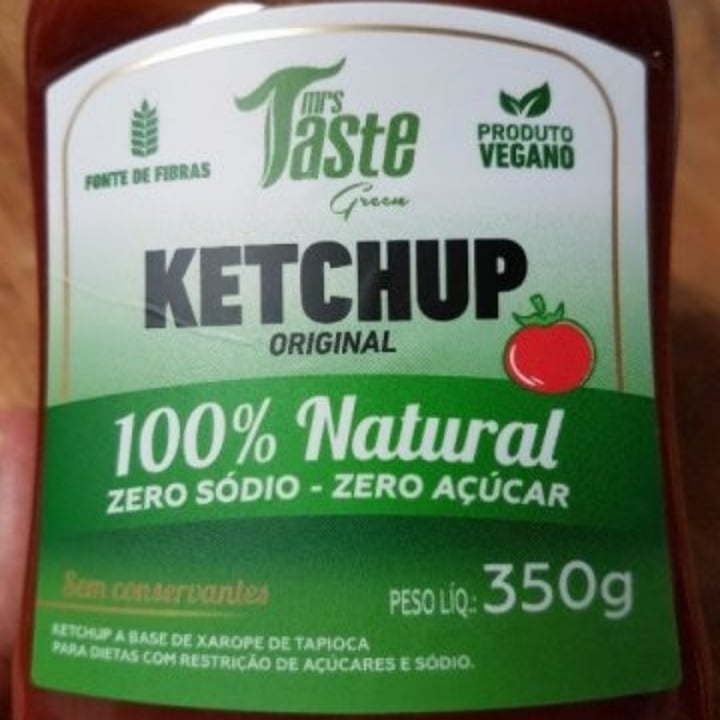 mrs
Taste
Green
FONTE DE FIBRAS
PRODUTO
VEGANO
KETCHUP
ORIGINAL
100% Natural
ZERO SÓDIO - ZERO AÇÚCAR
Sem conservantes
PESO LÍQ.: 350g
KETCHUP A BASE DE XAROPE DE TAPIOCA
PARA DIETAS COM RESTRIÇÃO DE AÇÚCARES E SÓDIO.